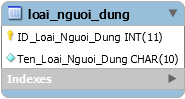 loai_nguoi_dung
ID_Loai_Nguoi_Dung INT(11)
Ten_Loai_Nguoi_Dung CHAR(10)
Indexes